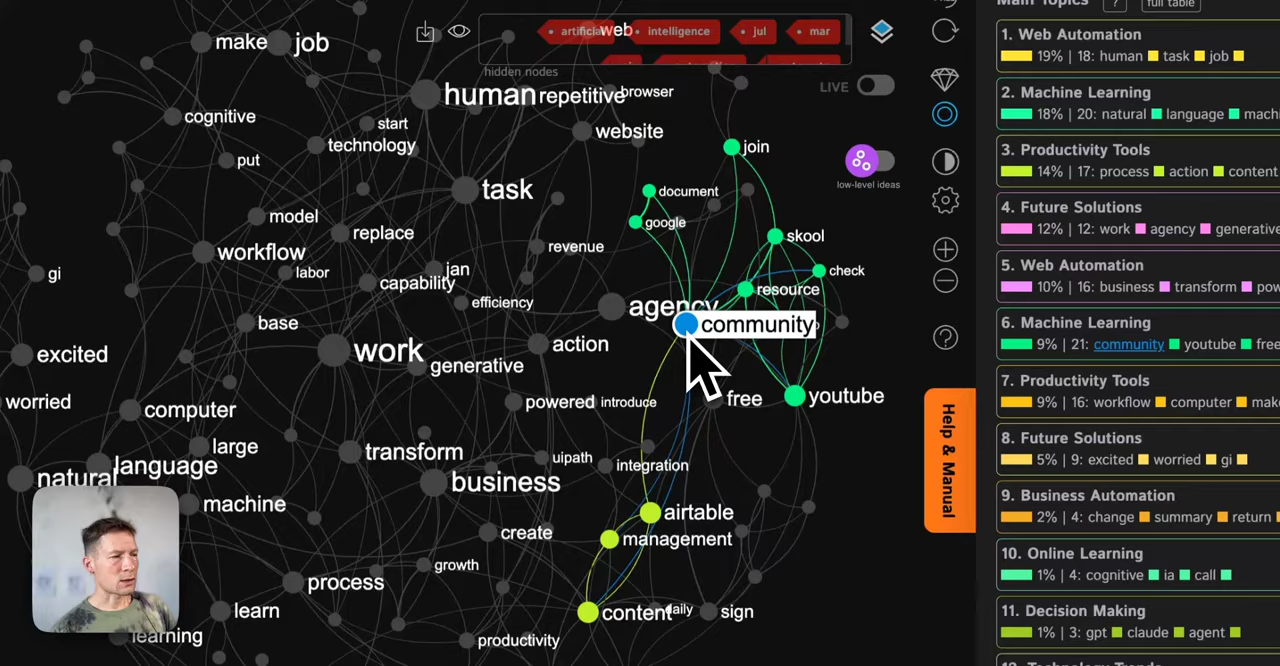 Main Topics ? full table
web
artificia • intelligence • jul • mar
hidden nodes
LIVE
low-level ideas
make job
human repetitive browser
cognitive
start
technology
website
put
join
task
document
google
model
replace
skool
workflow
revenue
labor
jan
capability
check
gi
resource
efficiency
agency
base
community
excited
work
action
generative
worried
powered introduce
free
youtube
computer
large
transform
language
uipath
integration
natural
business
machine
airtable
create
management
growth
process
learn
content daily sign
learning
productivity
Help & Manual
1. Web Automation
19% | 18: human task job
2. Machine Learning
18% | 20: natural language machi
3. Productivity Tools
14% | 17: process action content
4. Future Solutions
12% | 12: work agency generative
5. Web Automation
10% | 16: business transform pow
6. Machine Learning
9% | 21: community youtube free
7. Productivity Tools
9% | 16: workflow computer make
8. Future Solutions
5% | 9: excited worried gi
9. Business Automation
2% | 4: change summary return
10. Online Learning
1% | 4: cognitive ia call
11. Decision Making
1% | 3: gpt claude agent